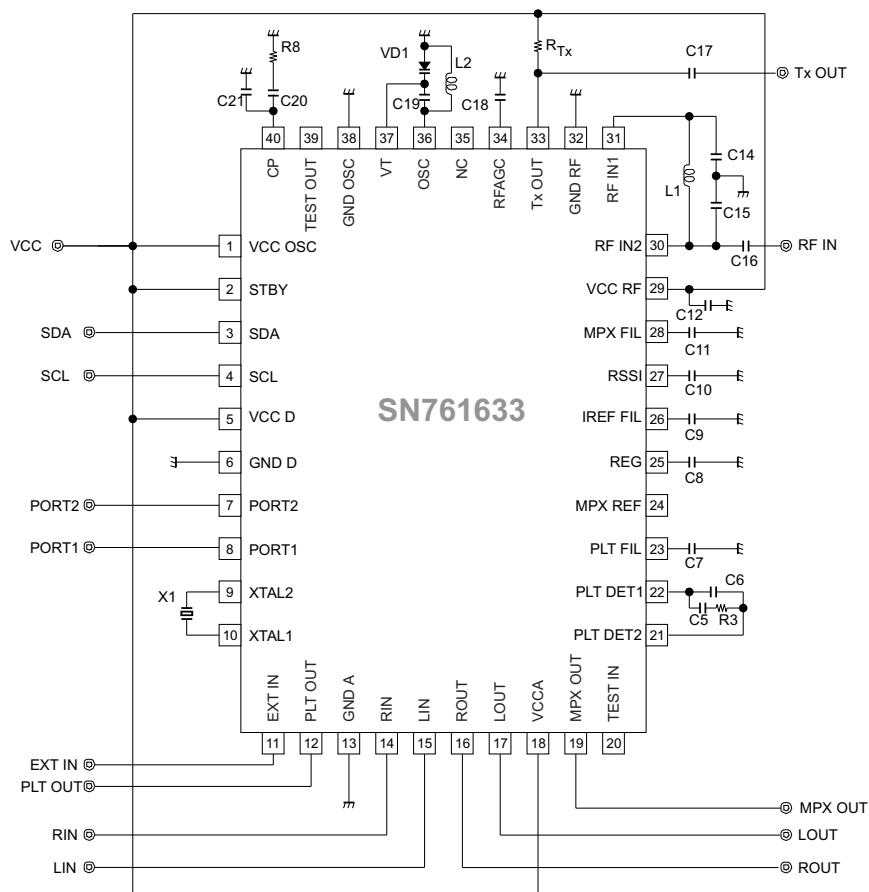 R8
VD1
L2
RTx
C17
Tx OUT
C21
C20
C19
C18
40
39
38
37
36
35
34
33
32
31
CP
TEST OUT
GND OSC
VT
OSC
NC
RFAGC
Tx OUT
GND RF
RF IN1
C14
L1
C15
VCC
1
VCC OSC
RF IN2
30
C16
RF IN
2
STBY
VCC RF
29
C12
SDA
3
SDA
MPX FIL
28
C11
SCL
4
SCL
RSSI
27
C10
SN761633
5
VCC D
IREF FIL
26
C9
6
GND D
REG
25
C8
PORT2
7
PORT2
MPX REF
24
PORT1
8
PORT1
PLT FIL
23
C7
X1
9
XTAL2
PLT DET1
22
C6
C5
R3
10
XTAL1
PLT DET2
21
EXT IN
PLT OUT
GND A
RIN
LIN
ROUT
LOUT
VCCA
MPX OUT
TEST IN
11
12
13
14
15
16
17
18
19
20
EXT IN
PLT OUT
MPX OUT
RIN
LOUT
LIN
ROUT